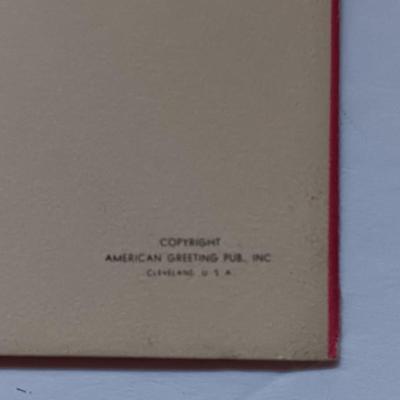 COPYRIGHT
AMERICAN GREETING PUB., INC
CLEVELAND, U. S. A.